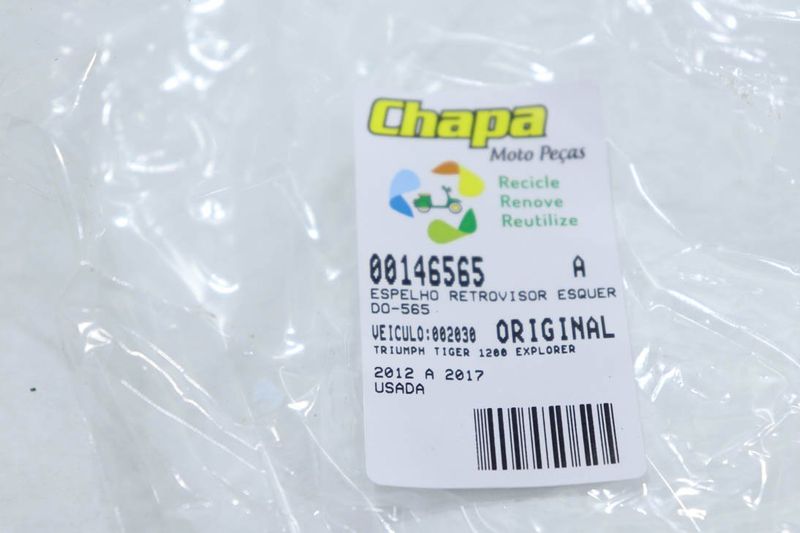 Chapa
Moto Peças
Recicle
Renove
Reutilize
00146565 A
ESPELHO RETROVISOR ESQUER
DO-565
VEICULO:002030 ORIGINAL
TRIUMPH TIGER 1200 EXPLORER
2012 A 2017
USADA